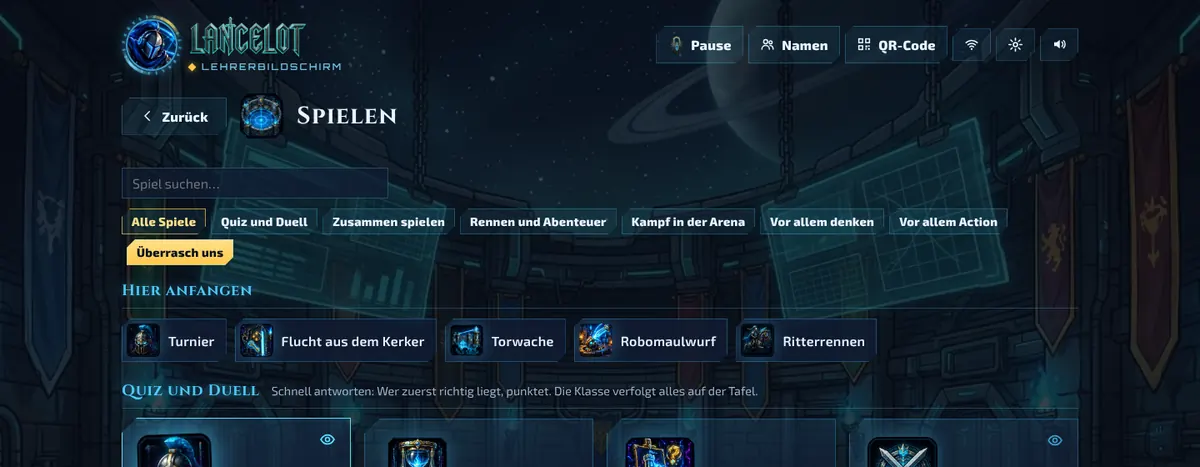 LANCELOT
LEHRERBILDSCHIRM
Pause
Namen
QR-Code
Zurück
Spielen
Spiel suchen...
Alle Spiele
Quiz und Duell
Zusammen spielen
Rennen und Abenteuer
Kampf in der Arena
Vor allem denken
Vor allem Action
Überrasch uns
Hier anfangen
Turnier
Flucht aus dem Kerker
Torwache
Robomaulwurf
Ritterrennen
Quiz und Duell Schnell antworten: Wer zuerst richtig liegt, punktet. Die Klasse verfolgt alles auf der Tafel.